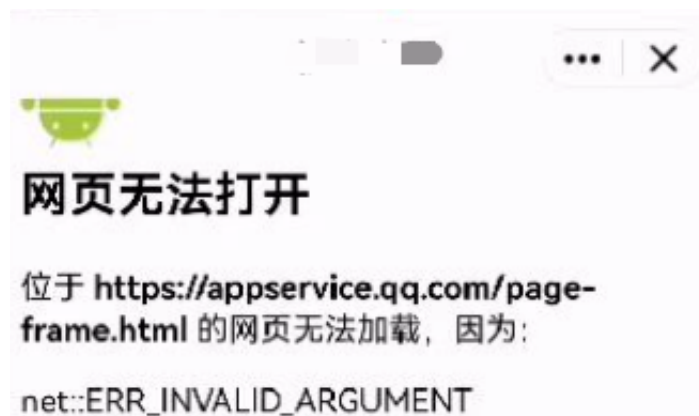 网页无法打开
位于 https://appservice.qq.com/page-
frame.html 的网页无法加载，因为：
net::ERR_INVALID_ARGUMENT